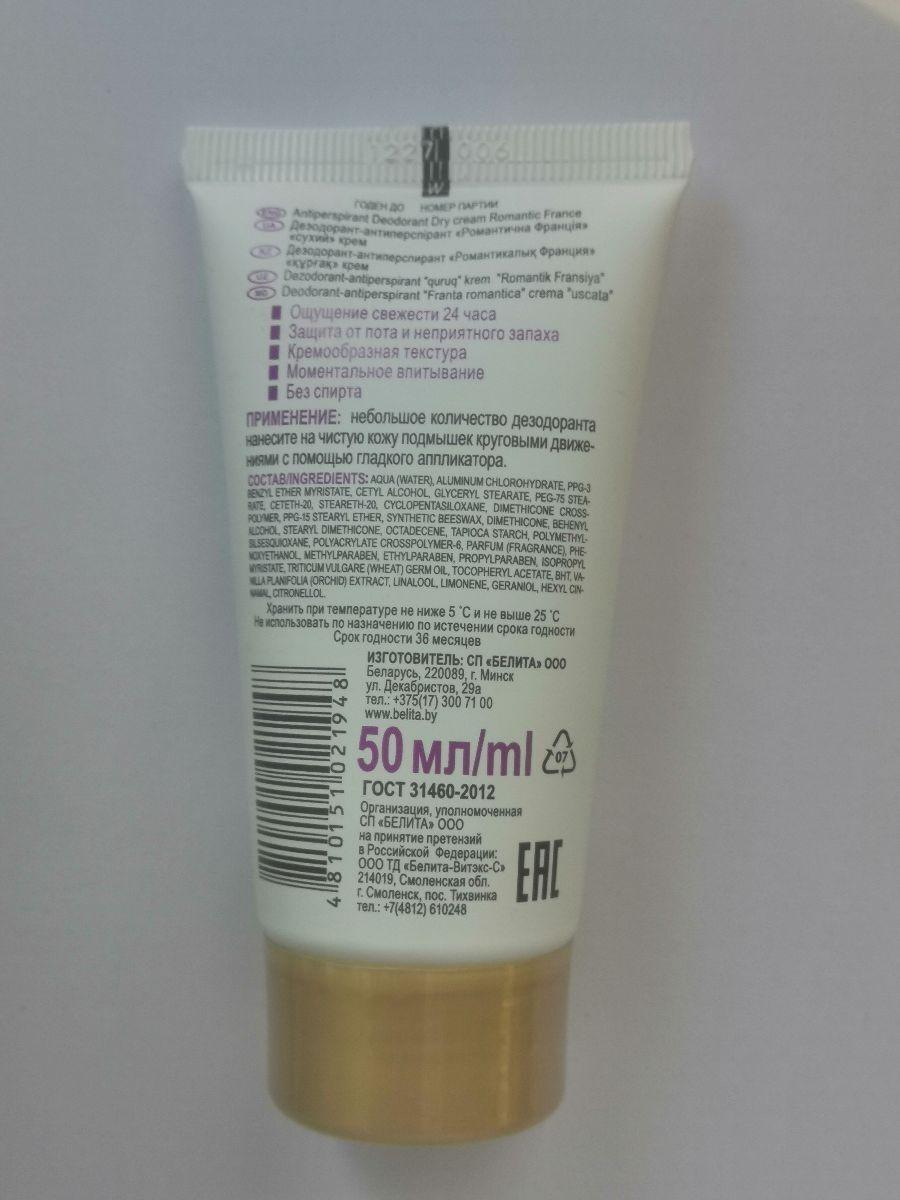 1227 006
ГОДЕН ДО НОМЕР ПАРТИИ
ENG Antiperspirant Deodorant Dry cream Romantic France
UA Дезодорант-антиперспірант «Романтична Франція»
«сухий» крем
KZ Дезодорант-антиперспирант «Романтикалық Франция»
«құрғақ» крем
UZ Dezodorant-antiperspirant "quruq" krem "Romantik Fransiya"
MD Deodorant-antiperspirant "Franta romantica" crema "uscata"
Ощущение свежести 24 часа
Защита от пота и неприятного запаха
Кремообразная текстура
Моментальное впитывание
Без спирта
ПРИМЕНЕНИЕ: небольшое количество дезодоранта
нанесите на чистую кожу подмышек круговыми движе-
ниями с помощью гладкого аппликатора.
СОСТАВ/INGREDIENTS: AQUA (WATER), ALUMINUM CHLOROHYDRATE, PPG-3
BENZYL ETHER MYRISTATE, CETYL ALCOHOL, GLYCERYL STEARATE, PEG-75 STEA-
RATE, CETETH-20, STEARETH-20, CYCLOPENTASILOXANE, DIMETHICONE CROSS-
POLYMER, PPG-15 STEARYL ETHER, SYNTHETIC BEESWAX, DIMETHICONE, BEHENYL
ALCOHOL, STEARYL DIMETHICONE, OCTADECENE, TAPIOCA STARCH, POLYMETHYL-
SILSESQUIOXANE, POLYACRYLATE CROSSPOLYMER-6, PARFUM (FRAGRANCE), PHE-
NOXYETHANOL, METHYLPARABEN, ETHYLPARABEN, PROPYLPARABEN, ISOPROPYL
MYRISTATE, TRITICUM VULGARE (WHEAT) GERM OIL, TOCOPHERYL ACETATE, BHT, VA-
NILLA PLANIFOLIA (ORCHID) EXTRACT, LINALOOL, LIMONENE, GERANIOL, HEXYL CIN-
NAMAL, CITRONELLOL.
Хранить при температуре не ниже 5 °С и не выше 25 °С
Не использовать по назначению по истечении срока годности
Срок годности 36 месяцев
ИЗГОТОВИТЕЛЬ: СП «БЕЛИТА» ООО
Беларусь, 220089, г. Минск
ул. Декабристов, 29а
тел.: +375(17) 300 71 00
www.belita.by
50 мл/ml
07
ГОСТ 31460-2012
Организация, уполномоченная
СП «БЕЛИТА» ООО
на принятие претензий
в Российской Федерации:
ООО ТД «Белита-Витэкс-С»
214019, Смоленская обл.
г. Смоленск, пос. Тихвинка
тел.: +7(4812) 610248
EAC
4 810151 021948